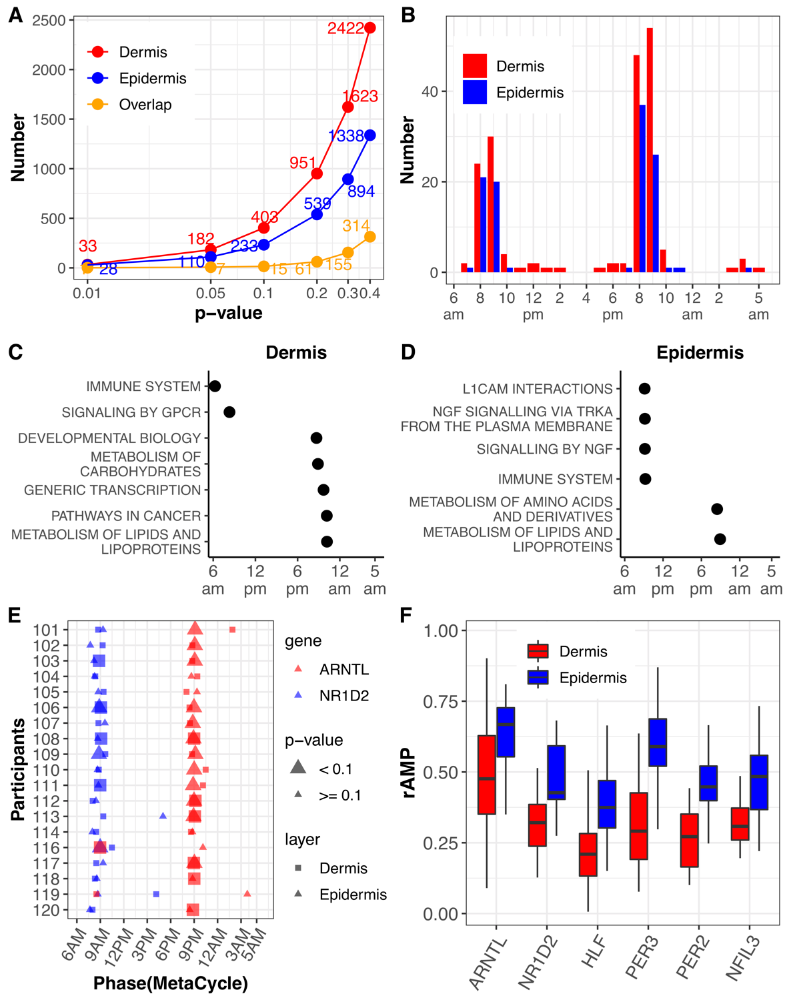 A
2500
2000
1500
1000
500
0
Number
Dermis
Epidermis
Overlap
33
182
403
951
1623
2422
28
110
233
539
894
1338
7
15
61
155
314
0.01
0.05
0.1
0.2
0.3
0.4
p-value
B
40
20
0
Number
Dermis
Epidermis
6 8 10 12 2 4 6 8 10 12 2 5
am pm pm am am
C
Dermis
IMMUNE SYSTEM
SIGNALING BY GPCR
DEVELOPMENTAL BIOLOGY
METABOLISM OF
CARBOHYDRATES
GENERIC TRANSCRIPTION
PATHWAYS IN CANCER
METABOLISM OF LIPIDS AND
LIPOPROTEINS
6 12 6 12 5
am pm pm am am
D
Epidermis
L1CAM INTERACTIONS
NGF SIGNALLING VIA TRKA
FROM THE PLASMA MEMBRANE
SIGNALLING BY NGF
IMMUNE SYSTEM
METABOLISM OF AMINO ACIDS
AND DERIVATIVES
METABOLISM OF LIPIDS AND
LIPOPROTEINS
6 12 6 12 5
am pm pm am am
E
Participants
101
102
103
104
105
106
107
108
109
110
111
112
113
114
116
117
118
119
120
6AM
9AM
12PM
3PM
6PM
9PM
12AM
3AM
5AM
Phase(MetaCycle)
gene
ARNTL
NR1D2
p-value
< 0.1
>= 0.1
layer
Dermis
Epidermis
F
1.00
0.75
0.50
0.25
0.00
rAMP
Dermis
Epidermis
ARNTL
NR1D2
HLF
PER3
PER2
NFIL3